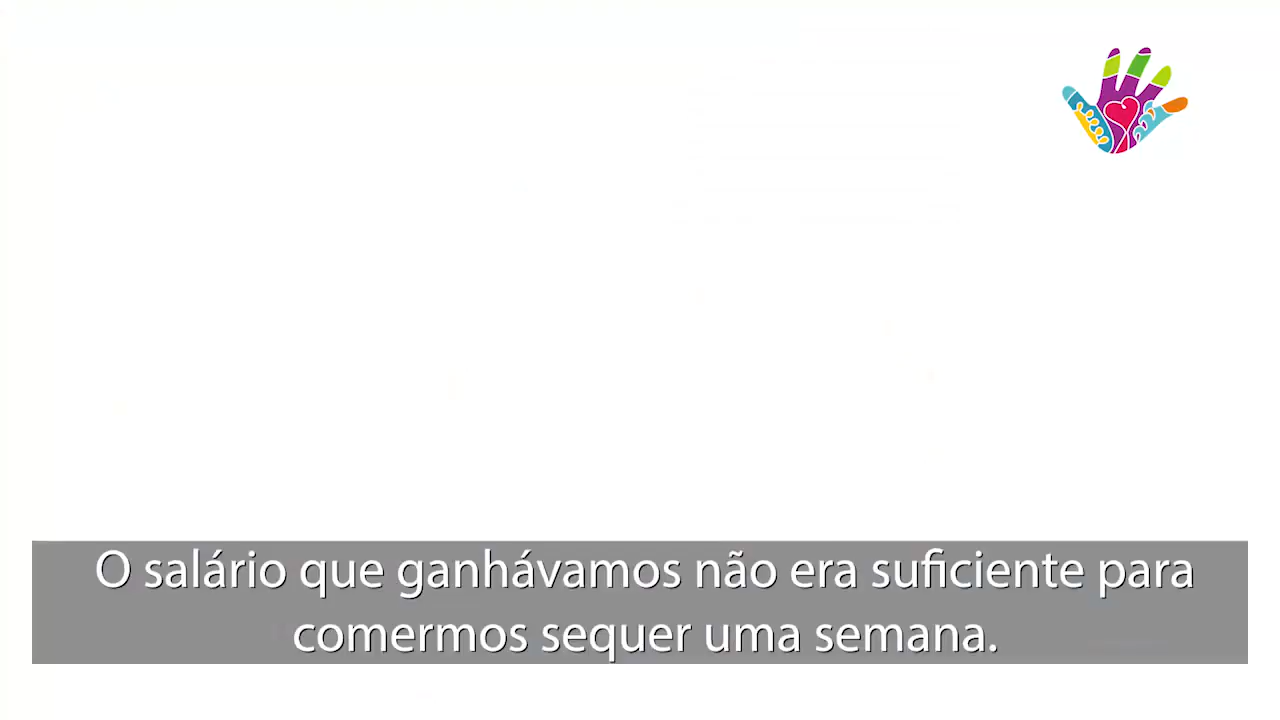 O salário que ganhávamos não era suficiente para
comermos sequer uma semana.